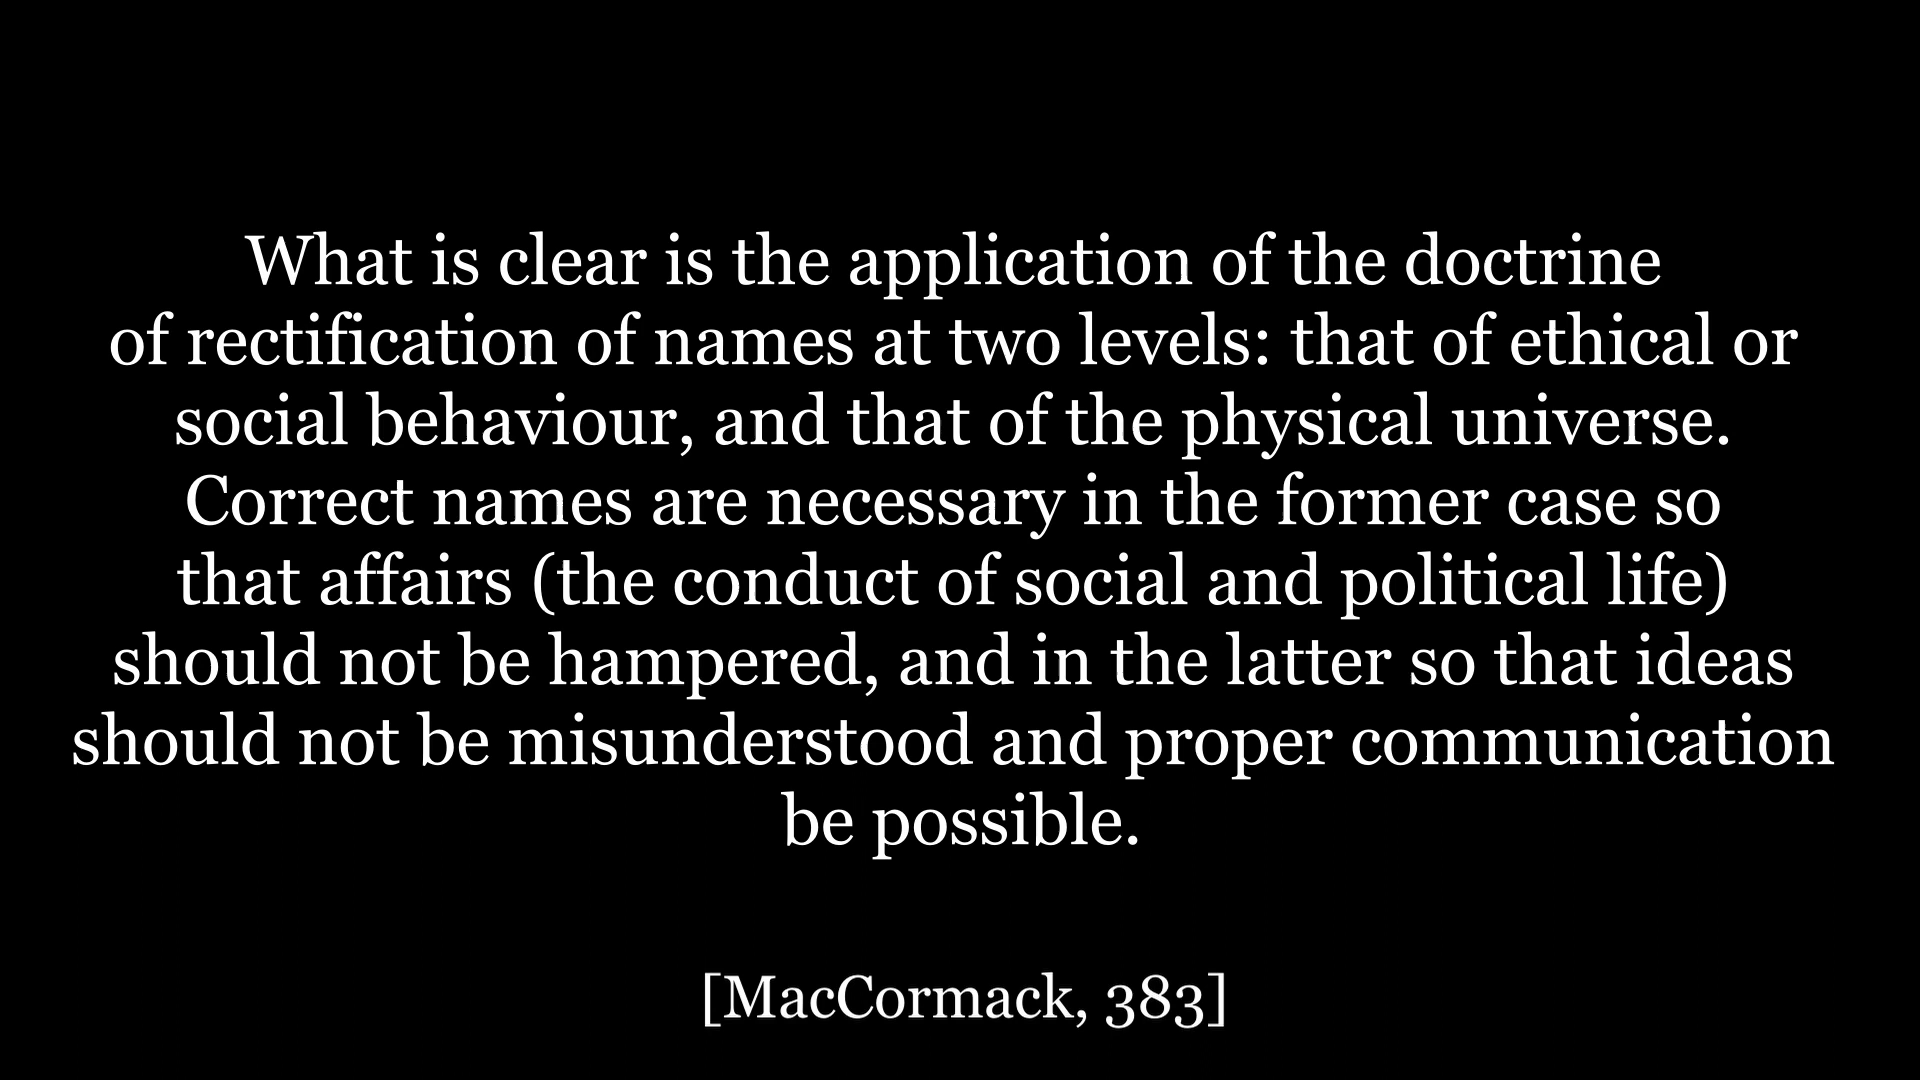 What is clear is the application of the doctrine
of rectification of names at two levels: that of ethical or
social behaviour, and that of the physical universe.
Correct names are necessary in the former case so
that affairs (the conduct of social and political life)
should not be hampered, and in the latter so that ideas
should not be misunderstood and proper communication
be possible.
[MacCormack, 383]